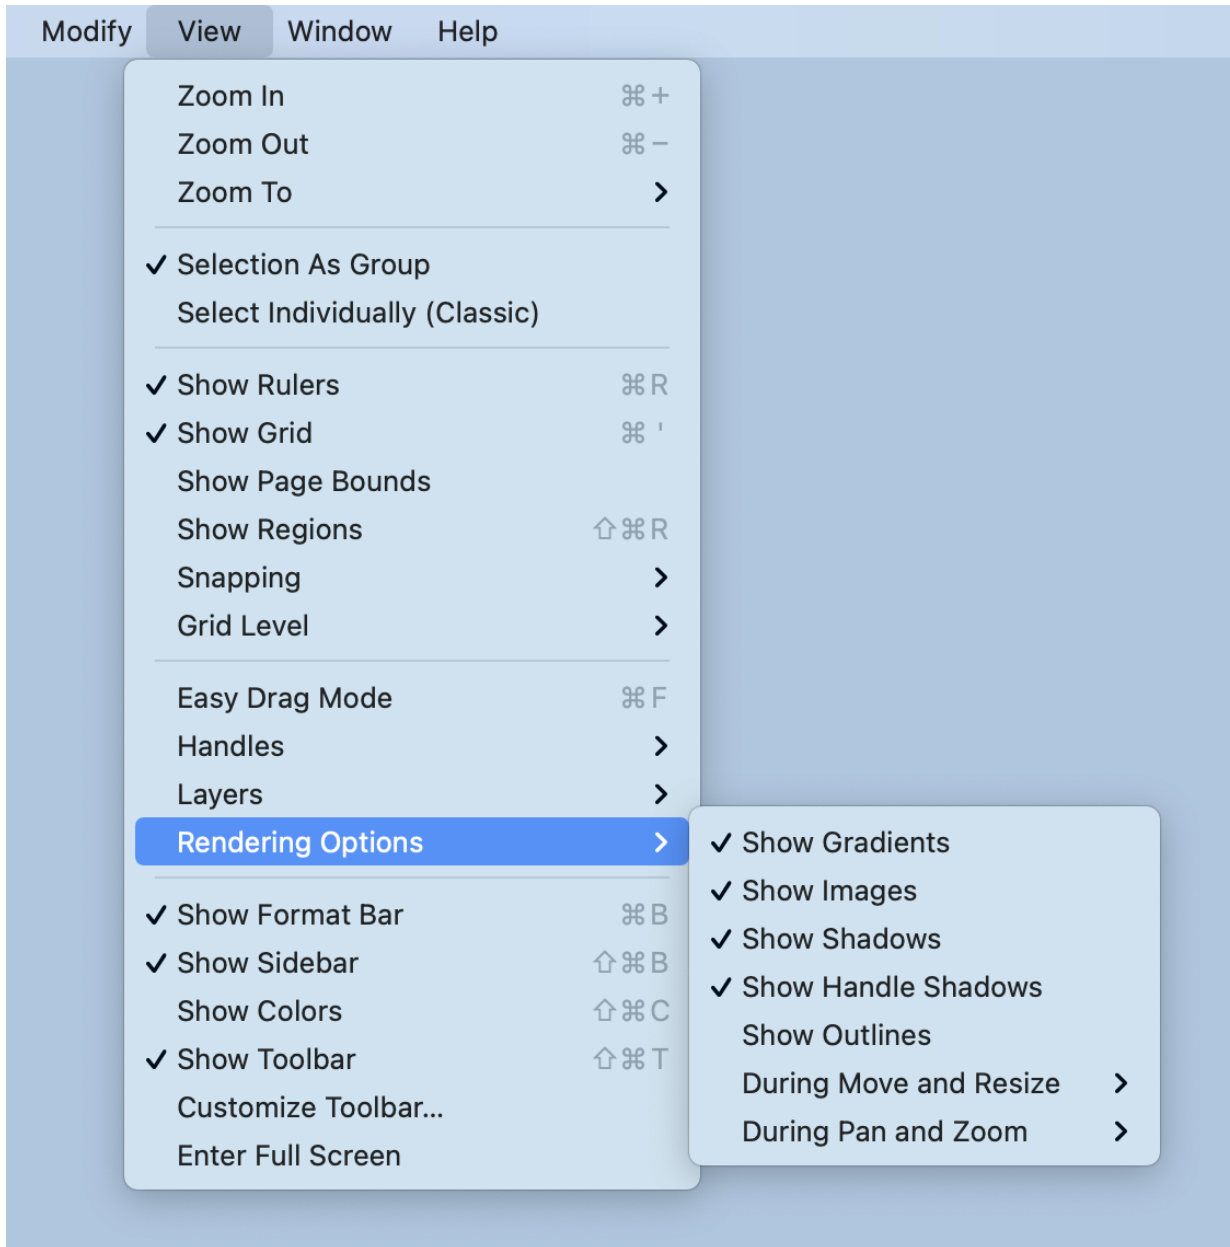 Modify View Window Help
Zoom In ⌘ +
Zoom Out ⌘ −
Zoom To
✓ Selection As Group
Select Individually (Classic)
✓ Show Rulers ⌘ R
✓ Show Grid ⌘ '
Show Page Bounds
Show Regions ⇧ ⌘ R
Snapping
Grid Level
Easy Drag Mode ⌘ F
Handles
Layers
Rendering Options
✓ Show Format Bar ⌘ B
✓ Show Sidebar ⇧ ⌘ B
Show Colors ⇧ ⌘ C
✓ Show Toolbar ⇧ ⌘ T
Customize Toolbar...
Enter Full Screen
✓ Show Gradients
✓ Show Images
✓ Show Shadows
✓ Show Handle Shadows
Show Outlines
During Move and Resize
During Pan and Zoom